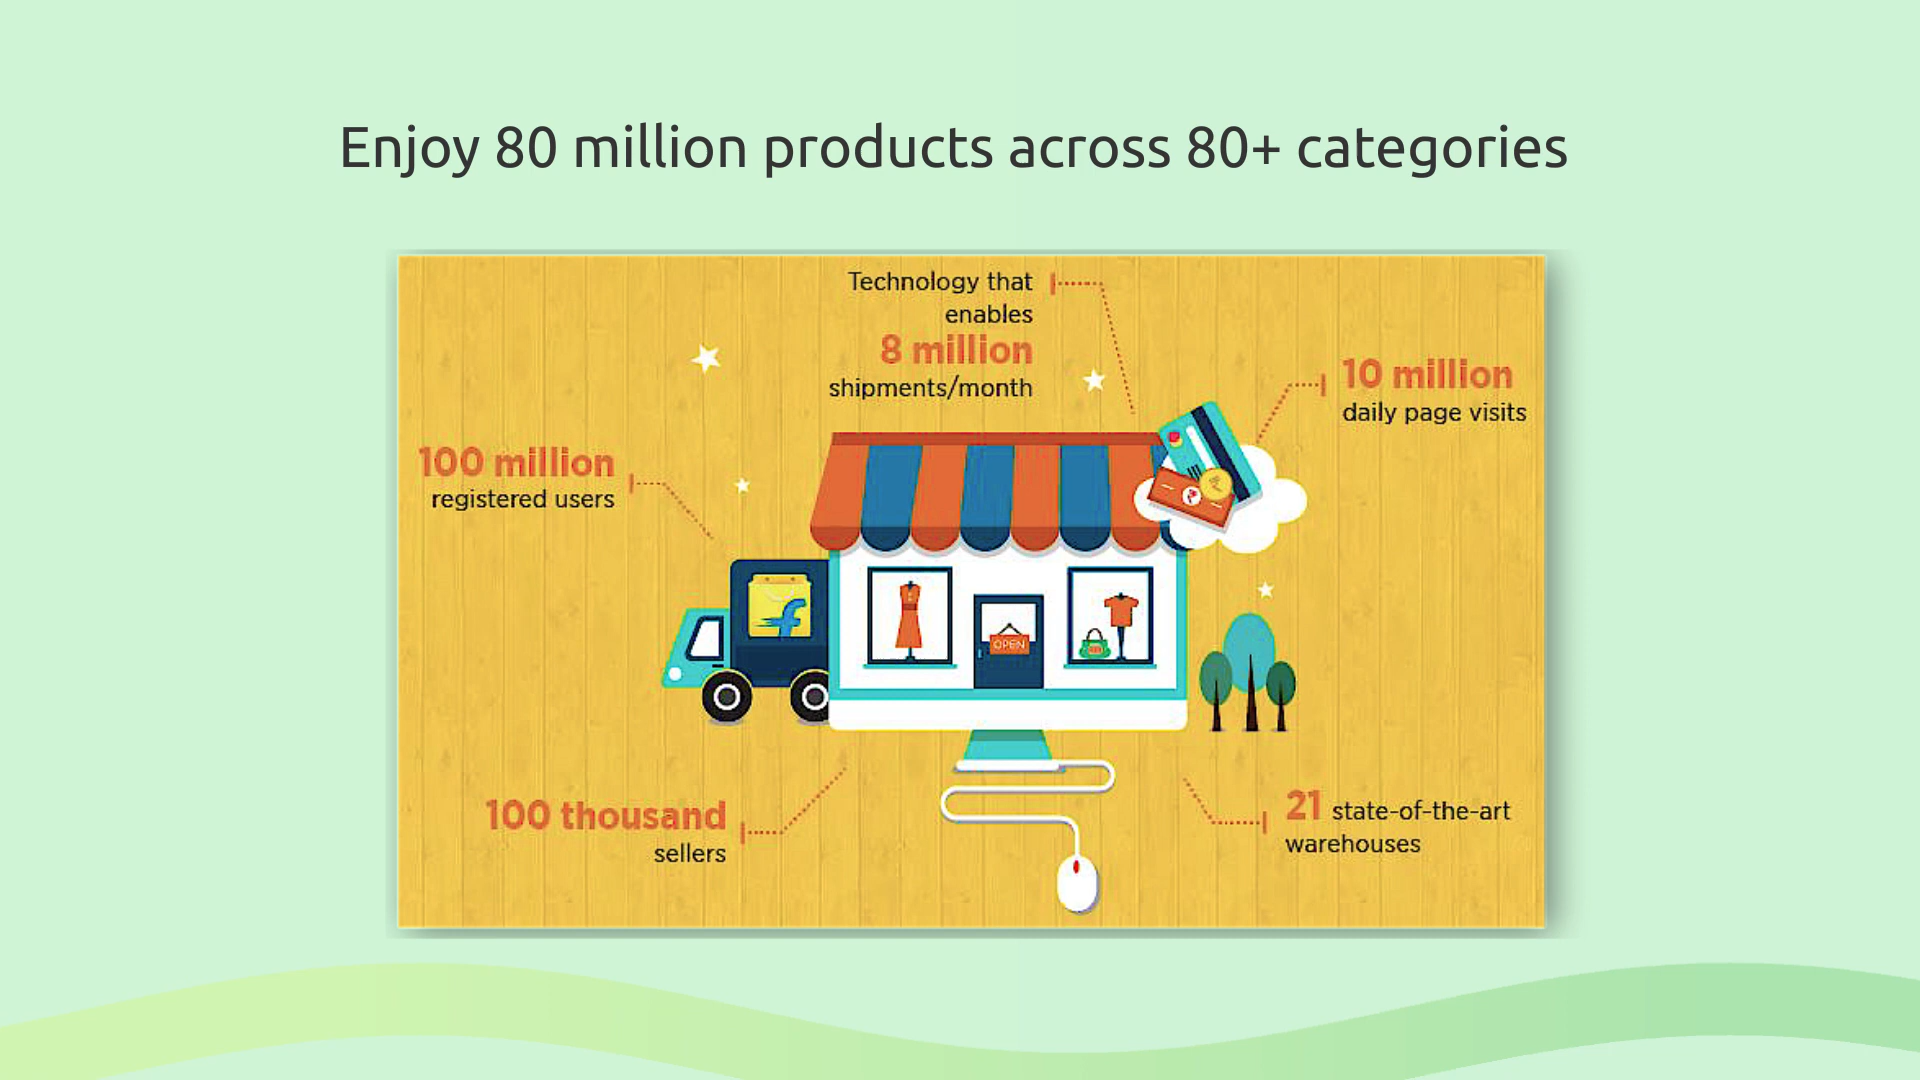 Enjoy 80 million products across 80+ categories
Technology that
enables
8 million
shipments/month
10 million
daily page visits
100 million
registered users
OPEN
100 thousand
sellers
21 state-of-the-art
warehouses